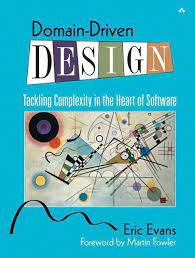 Domain-Driven
DESIGN
Tackling Complexity in the Heart of Software
Eric Evans
Foreword by Martin Fowler